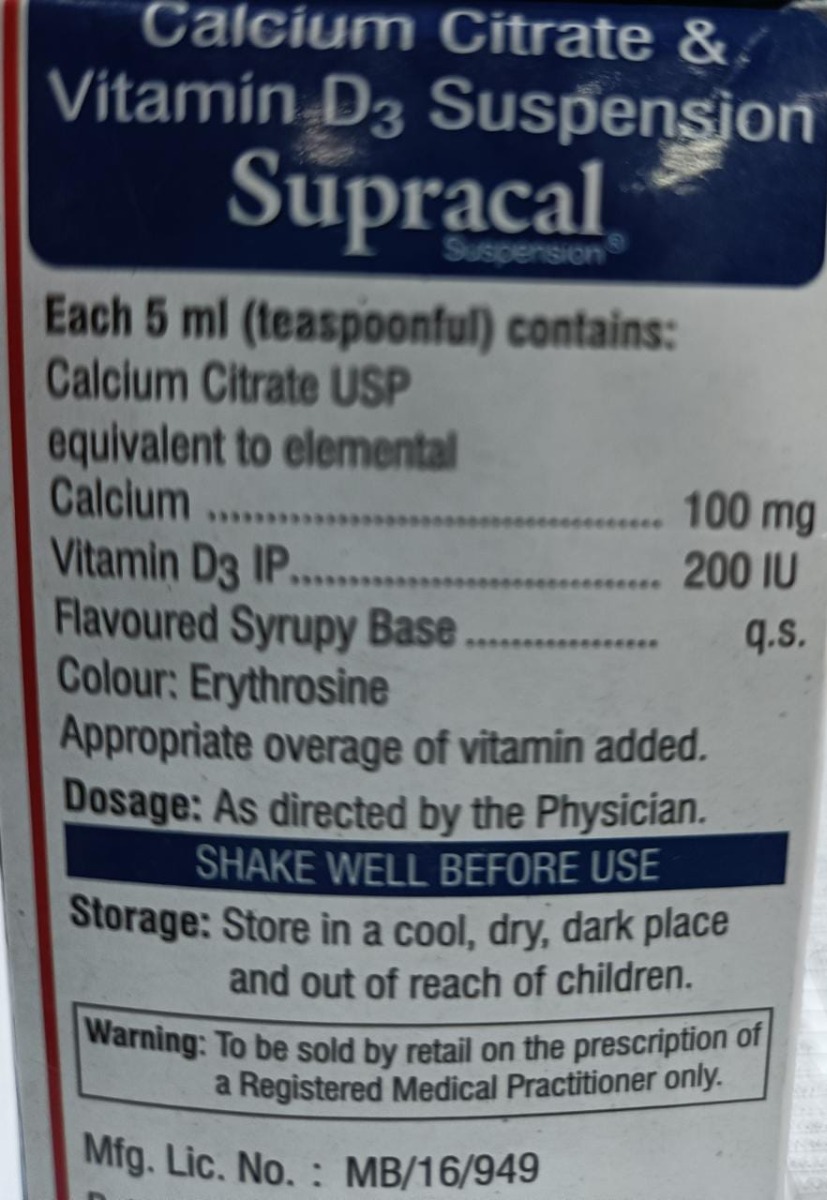 Calcium Citrate &
Vitamin D3 Suspension
Supracal
Suspension®
Each 5 ml (teaspoonful) contains:
Calcium Citrate USP
equivalent to elemental
Calcium ........................................ 100 mg
Vitamin D3 IP................................. 200 IU
Flavoured Syrupy Base ................. q.s.
Colour: Erythrosine
Appropriate overage of vitamin added.
Dosage: As directed by the Physician.
SHAKE WELL BEFORE USE
Storage: Store in a cool, dry, dark place
and out of reach of children.
Warning: To be sold by retail on the prescription of
a Registered Medical Practitioner only.
Mfg. Lic. No. : MB/16/949